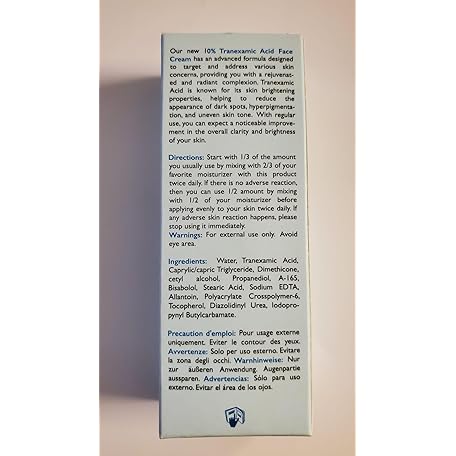 Our new 10% Tranexamic Acid Face
Cream has an advanced formula designed
to target and address various skin
concerns, providing you with a rejuvenat-
ed and radiant complexion. Tranexamic
Acid is known for its skin brightening
properties, helping to reduce the
appearance of dark spots, hyperpigmenta-
tion, and uneven skin tone. With regular
use, you can expect a noticeable improve-
ment in the overall clarity and brightness
of your skin.
Directions: Start with 1/3 of the amount
you usually use by mixing with 2/3 of your
favorite moisturizer with this product
twice daily. If there is no adverse reaction,
then you can use 1/2 amount by mixing
with 1/2 of your moisturizer before
applying evenly to your skin twice daily. If
any adverse skin reaction happens, please
stop using it immediately.
Warnings: For external use only. Avoid
eye area.
Ingredients: Water, Tranexamic Acid,
Caprylic/capric Triglyceride, Dimethicone,
cetyl alcohol, Propanediol, A-165,
Bisabolol, Stearic Acid, Sodium EDTA,
Allantoin, Polyacrylate Crosspolymer-6,
Tocopherol, Diazolidinyl Urea, Iodopro-
pynyl Butylcarbamate.
Precaution d'emploi: Pour usage externe
uniquement. Eviter le contour des yeux.
Avvertenze: Solo per uso esterno. Evitare
la zona degli occhi. Warnhinweise: Nur
zur äußeren Anwendung. Augenpartie
aussparen. Advertencias: Sólo para uso
externo. Evitar el área de los ojos.